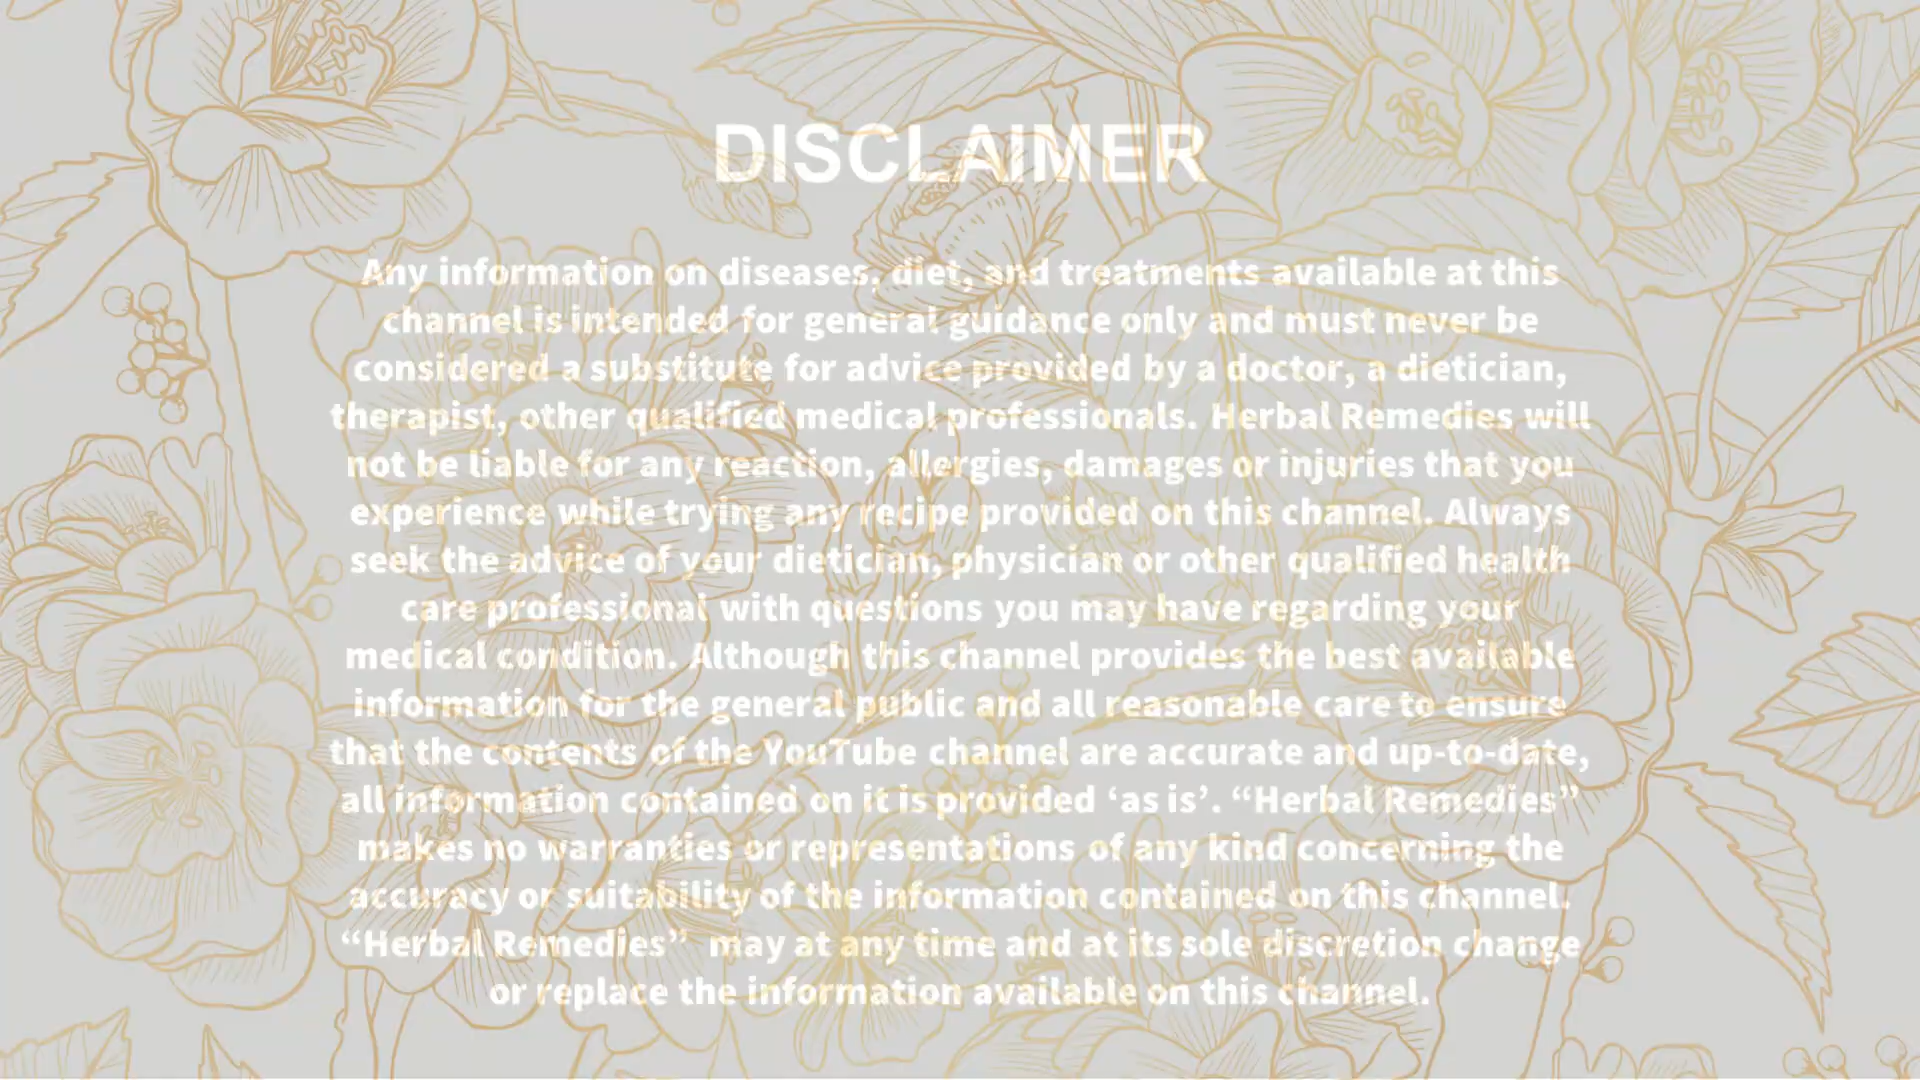 DISCLAIMER
Any information on diseases, diet, and treatments available at this
channel is intended for general guidance only and must never be
considered a substitute for advice provided by a doctor, a dietician,
therapist, other qualified medical professionals. Herbal Remedies will
not be liable for any reaction, allergies, damages or injuries that you
experience while trying any recipe provided on this channel. Always
seek the advice of your dietician, physician or other qualified health
care professional with questions you may have regarding your
medical condition. Although this channel provides the best available
information for the general public and all reasonable care to ensure
that the contents of the YouTube channel are accurate and up-to-date,
all information contained on it is provided ‘as is’. “Herbal Remedies”
makes no warranties or representations of any kind concerning the
accuracy or suitability of the information contained on this channel.
“Herbal Remedies”  may at any time and at its sole discretion change
or replace the information available on this channel.